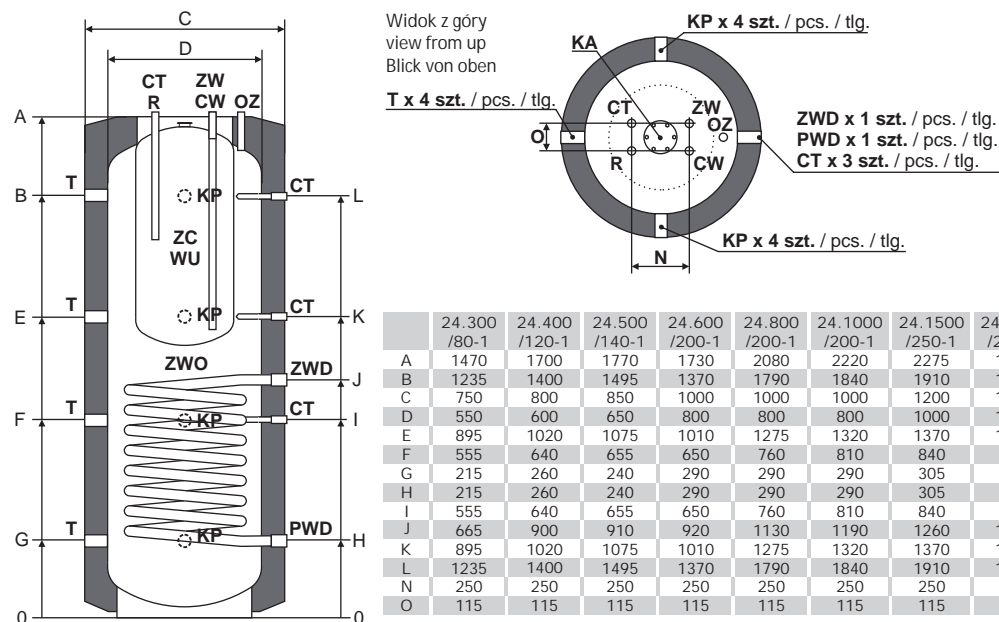 C
D
CT
R
ZW
CW
OZ
A
B
T
KP
CT
L
ZC
WU
E
T
KP
CT
K
ZWO
ZWD
J
F
T
KP
CT
I
G
T
KP
PWD
H
0
0
Widok z góry
view from up
Blick von oben
KA
KP x 4 szt. / pcs. / tlg.
T x 4 szt. / pcs. / tlg.
CT
ZW
OZ
O
R
CW
ZWD x 1 szt. / pcs. / tlg.
PWD x 1 szt. / pcs. / tlg.
CT x 3 szt. / pcs. / tlg.
KP x 4 szt. / pcs. / tlg.
N
24.300 24.400 24.500 24.600 24.800 24.1000 24.1500
/80-1 /120-1 /140-1 /200-1 /200-1 /200-1 /250-1
A 1470 1700 1770 1730 2080 2220 2275
B 1235 1400 1495 1370 1790 1840 1910
C 750 800 850 1000 1000 1000 1200
D 550 600 650 800 800 800 1000
E 895 1020 1075 1010 1275 1320 1370
F 555 640 655 650 760 810 840
G 215 260 240 290 290 290 305
H 215 260 240 290 290 290 305
I 555 640 655 650 760 810 840
J 665 900 910 920 1130 1190 1260
K 895 1020 1075 1010 1275 1320 1370
L 1235 1400 1495 1370 1790 1840 1910
N 250 250 250 250 250 250 250
O 115 115 115 115 115 115 115